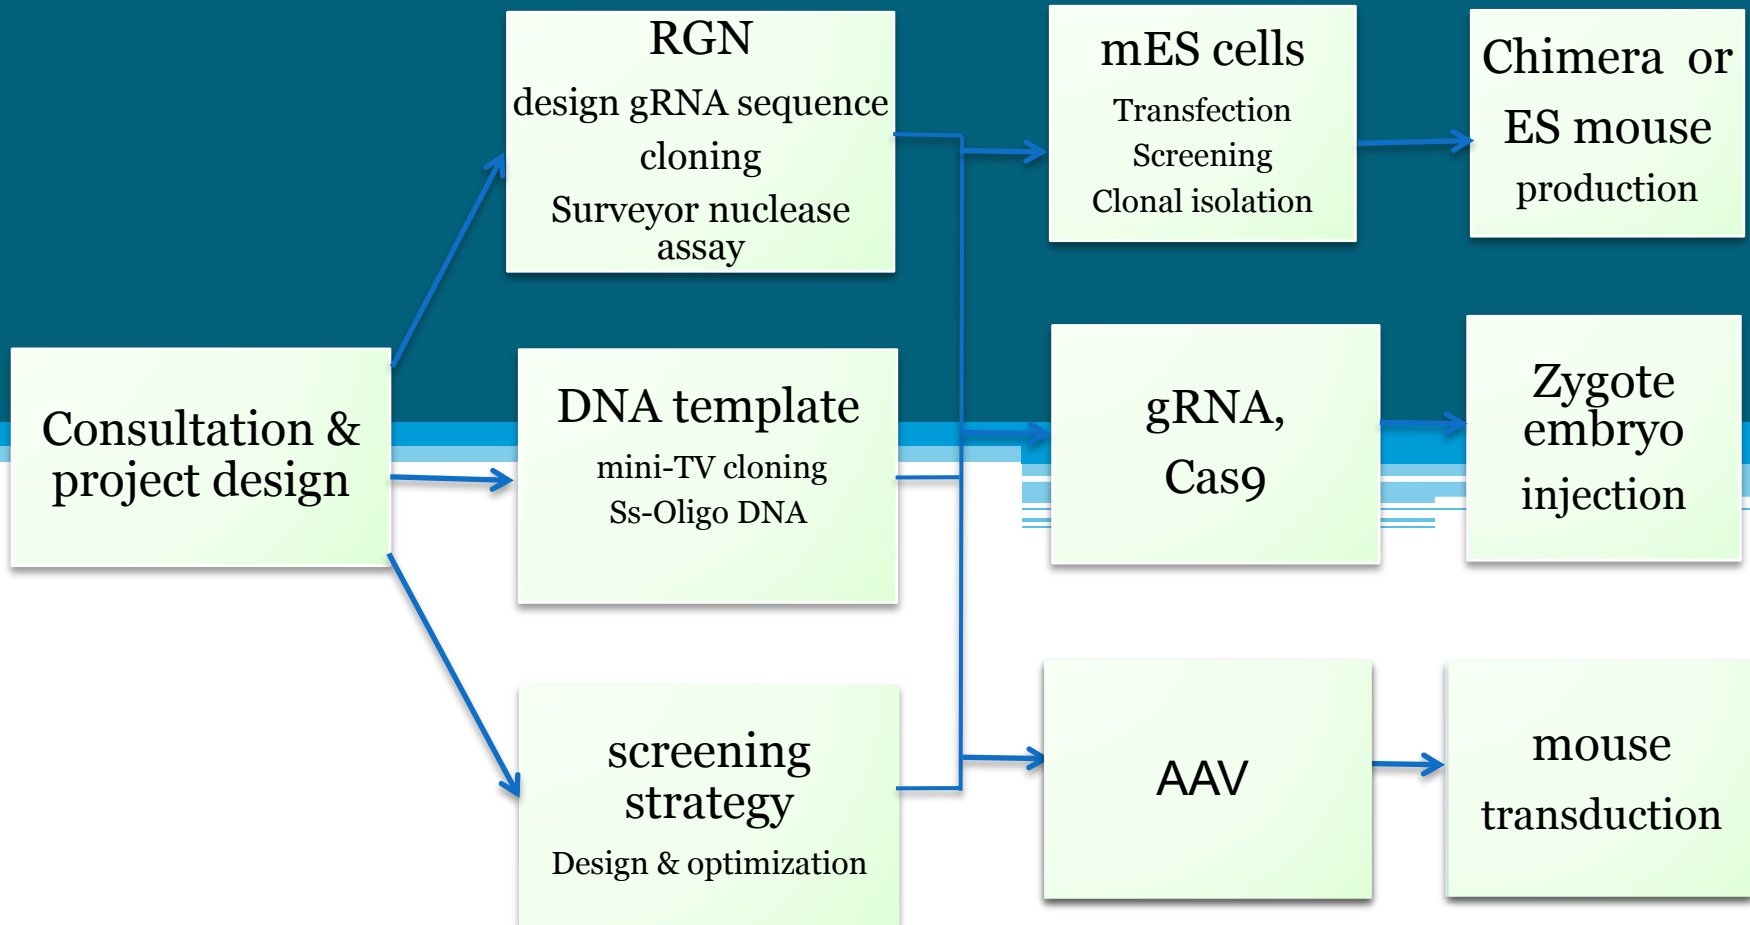 Consultation &
project design
RGN
design gRNA sequence
cloning
Surveyor nuclease
assay
DNA template
mini-TV cloning
Ss-Oligo DNA
screening
strategy
Design & optimization
mES cells
Transfection
Screening
Clonal isolation
gRNA,
Cas9
AAV
Chimera or
ES mouse
production
Zygote
embryo
injection
mouse
transduction